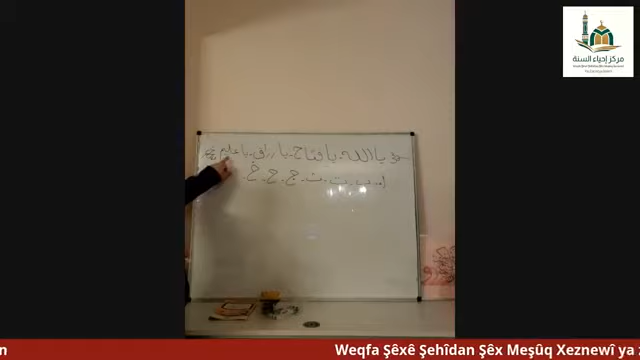 مركز إحياء السنة
يا الله . يا فتاح - يا رزاق - يا عليم
ا . ب . ت . ث . ج . ح . خ .
n
Weqfa Şêxê Şehîdan Şêx Meşûq Xeznewî ya